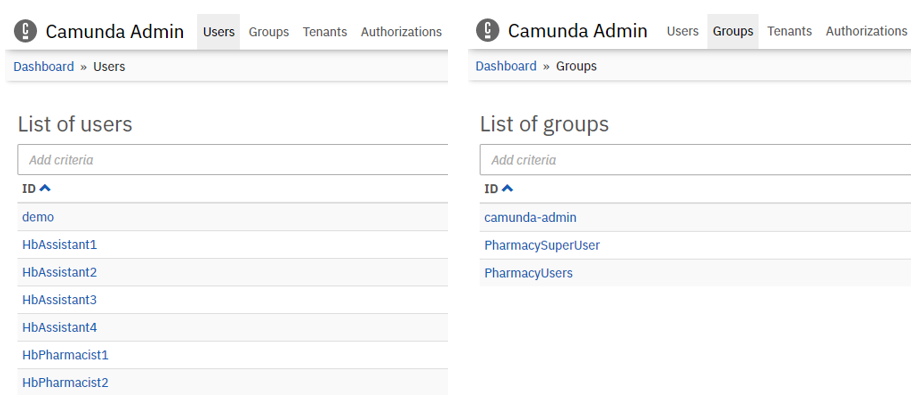 Camunda Admin Users Groups Tenants Authorizations
Dashboard » Users
List of users
Add criteria
ID
demo
HbAssistant1
HbAssistant2
HbAssistant3
HbAssistant4
HbPharmacist1
HbPharmacist2
Camunda Admin Users Groups Tenants Authorizations
Dashboard » Groups
List of groups
Add criteria
ID
camunda-admin
PharmacySuperUser
PharmacyUsers